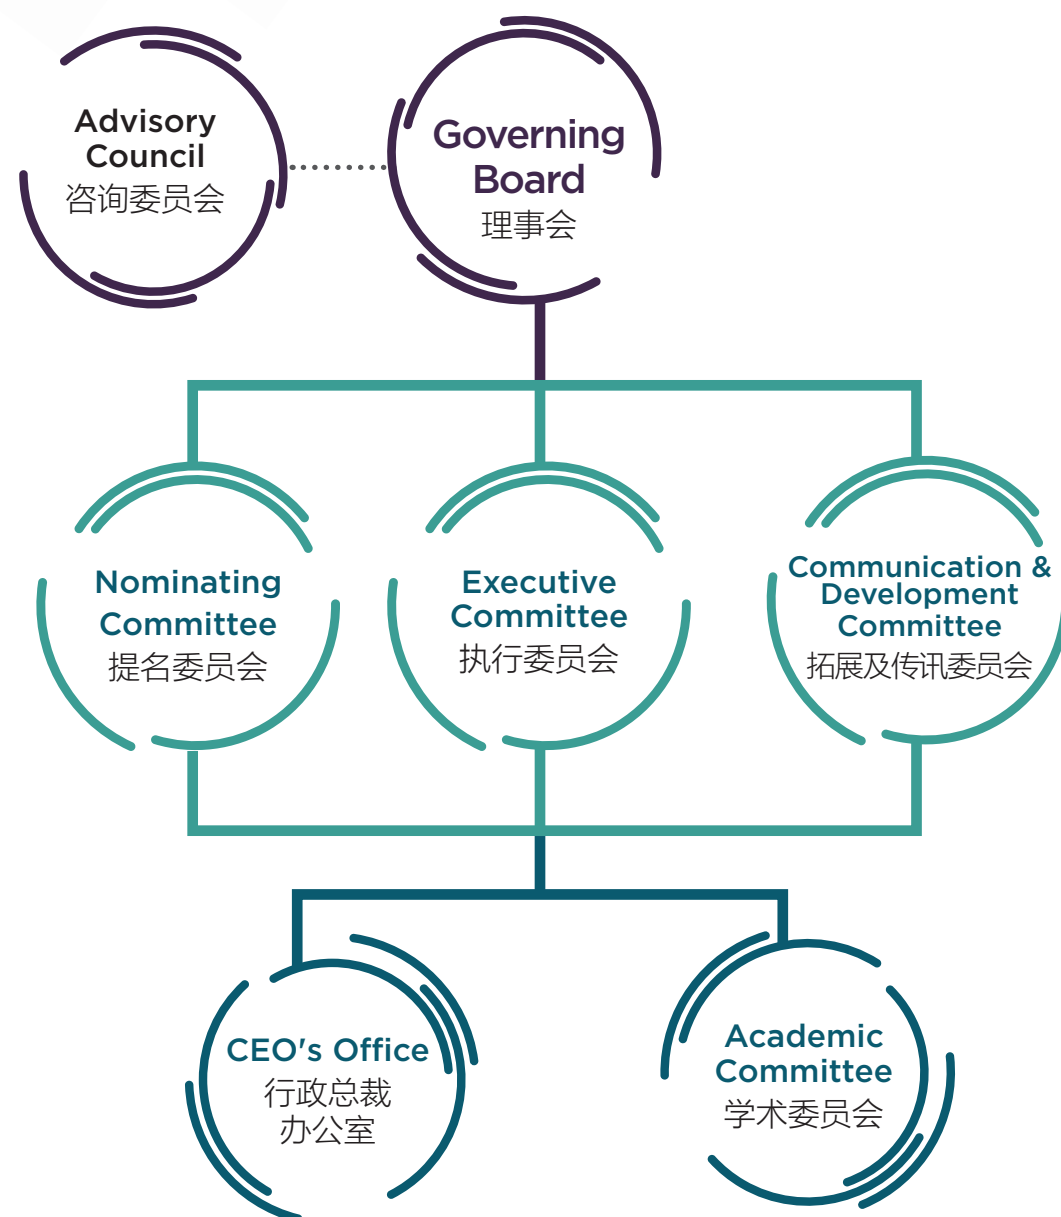 Advisory
Council
咨询委员会
Governing
Board
理事会
Nominating
Committee
提名委员会
Executive
Committee
执行委员会
Communication &
Development
Committee
拓展及传讯委员会
CEO's Office
行政总裁
办公室
Academic
Committee
学术委员会